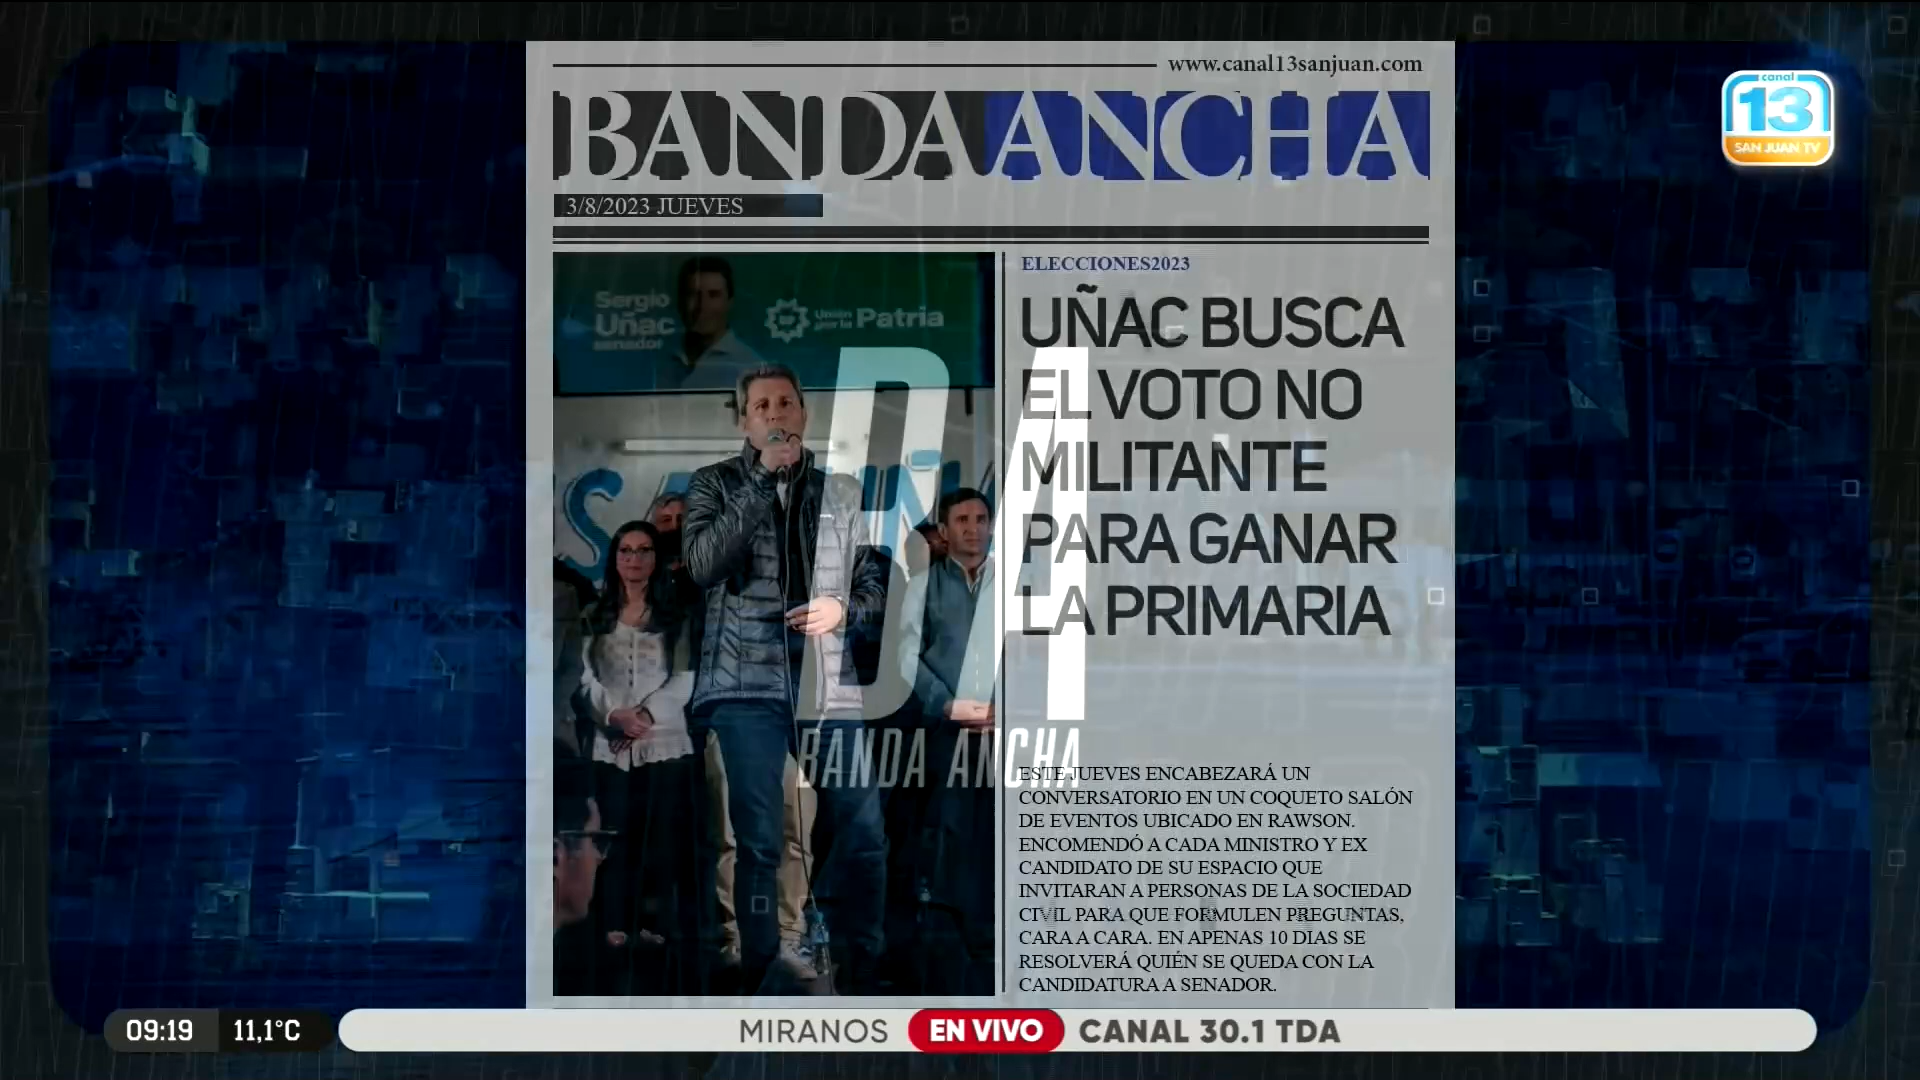 www.canal13sanjuan.com
BANDA ANCHA
3/8/2023 JUEVES
canal
13
SAN JUAN TV
Sergio
Uñac
senador
Unión
por la Patria
ELECCIONES2023
UÑAC BUSCA
EL VOTO NO
MILITANTE
PARA GANAR
LA PRIMARIA
BA
BANDA ANCHA
ESTE JUEVES ENCABEZARÁ UN
CONVERSATORIO EN UN COQUETO SALÓN
DE EVENTOS UBICADO EN RAWSON.
ENCOMENDÓ A CADA MINISTRO Y EX
CANDIDATO DE SU ESPACIO QUE
INVITARAN A PERSONAS DE LA SOCIEDAD
CIVIL PARA QUE FORMULEN PREGUNTAS,
CARA A CARA. EN APENAS 10 DIAS SE
RESOLVERÁ QUIÉN SE QUEDA CON LA
CANDIDATURA A SENADOR.
09:19 11,1°C MIRANOS EN VIVO CANAL 30.1 TDA